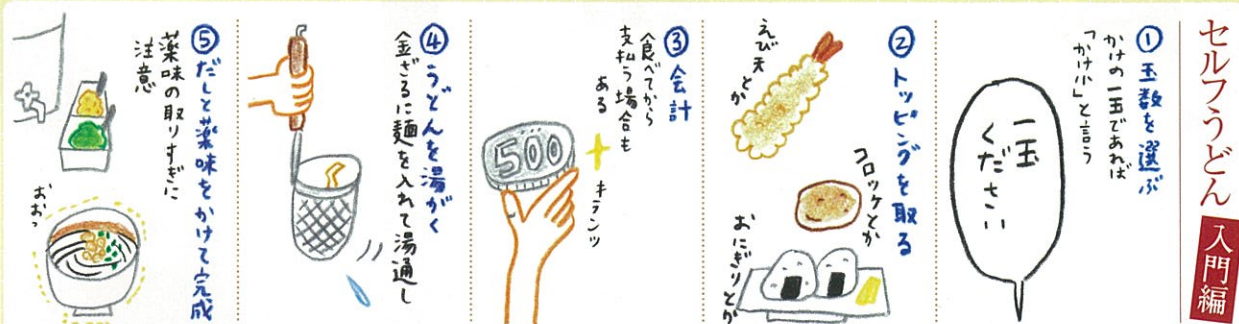 セルフうどん
入門編
①玉数を選ぶ
かけの一玉であれば
「かけ小」と言う
一玉
ください
②トッピングを取る
えび天とか
コロッケとか
おにぎりとか
③会計
食べてから
支払う場合も
ある
500
キランッ
④うどんを湯がく
金ざるに麺を入れて湯通し
⑤だしと薬味をかけて完成
薬味の取りすぎに
注意
おおっ